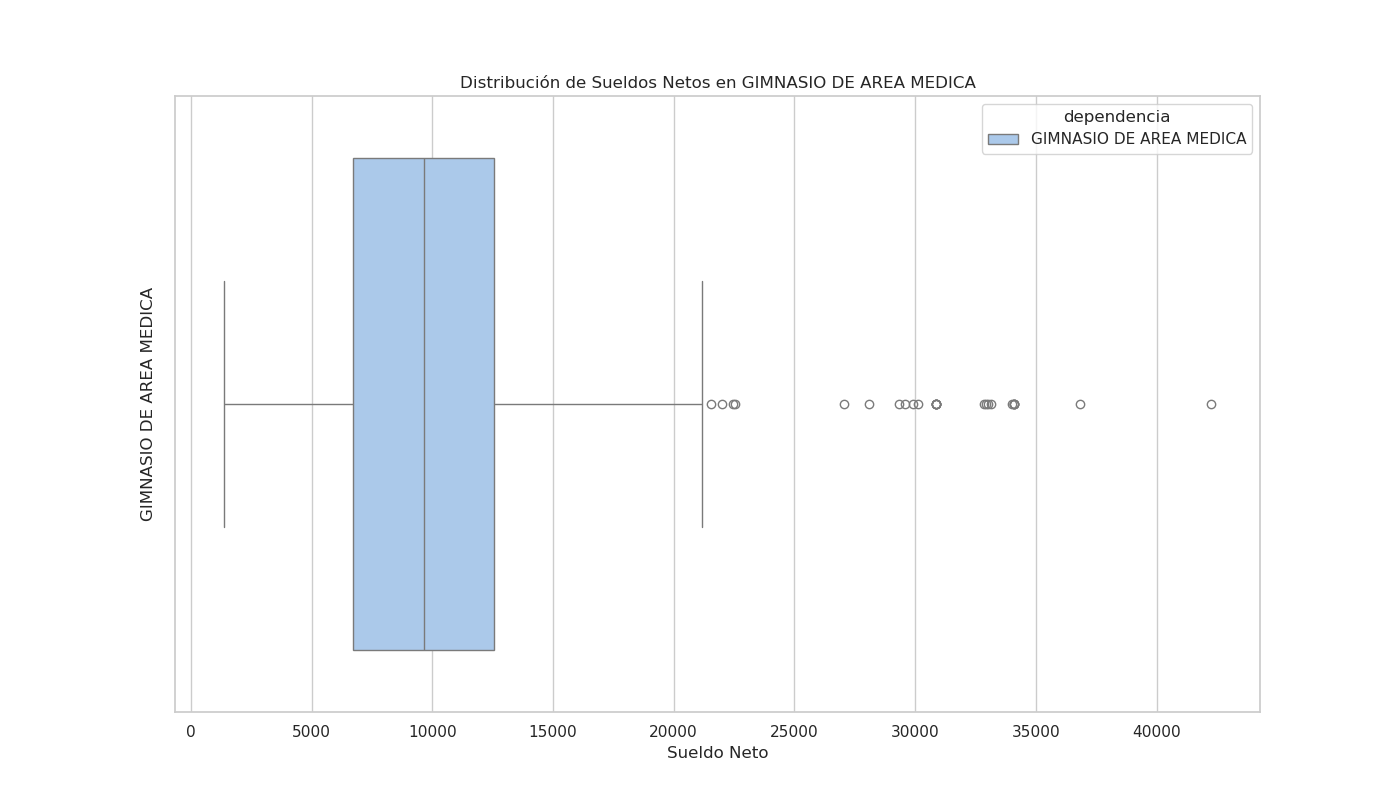 Distribución de Sueldos Netos en GIMNASIO DE AREA MEDICA
dependencia
GIMNASIO DE AREA MEDICA
GIMNASIO DE AREA MEDICA
0 5000 10000 15000 20000 25000 30000 35000 40000
Sueldo Neto